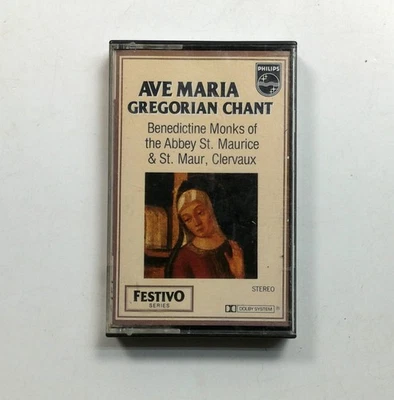 PHILIPS
AVE MARIA
GREGORIAN CHANT
Benedictine Monks of
the Abbey St. Maurice
& St. Maur, Clervaux
STEREO
FESTIVO
SERIES
DOLBY SYSTEM